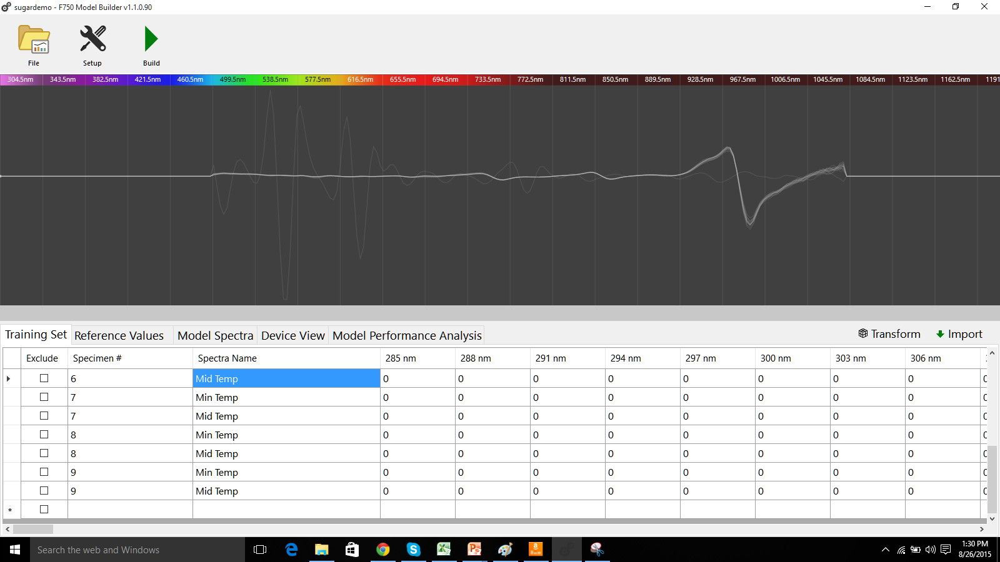 sugardemo - F750 Model Builder v1.1.0.90
File Setup Build
304.5nm 343.5nm 382.5nm 421.5nm 460.5nm 499.5nm 538.5nm 577.5nm 616.5nm 655.5nm 694.5nm 733.5nm 772.5nm 811.5nm 850.5nm 889.5nm 928.5nm 967.5nm 1006.5nm 1045.5nm 1084.5nm 1123.5nm 1162.5nm 1191
Training Set Reference Values Model Spectra Device View Model Performance Analysis Transform Import
Exclude Specimen # Spectra Name 285 nm 288 nm 291 nm 294 nm 297 nm 300 nm 303 nm 306 nm
6 Mid Temp 0 0 0 0 0 0 0 0 0
7 Min Temp 0 0 0 0 0 0 0 0 0
7 Mid Temp 0 0 0 0 0 0 0 0 0
8 Min Temp 0 0 0 0 0 0 0 0 0
8 Mid Temp 0 0 0 0 0 0 0 0 0
9 Min Temp 0 0 0 0 0 0 0 0 0
9 Mid Temp 0 0 0 0 0 0 0 0 0
*
Search the web and Windows
1:30 PM
8/26/2015